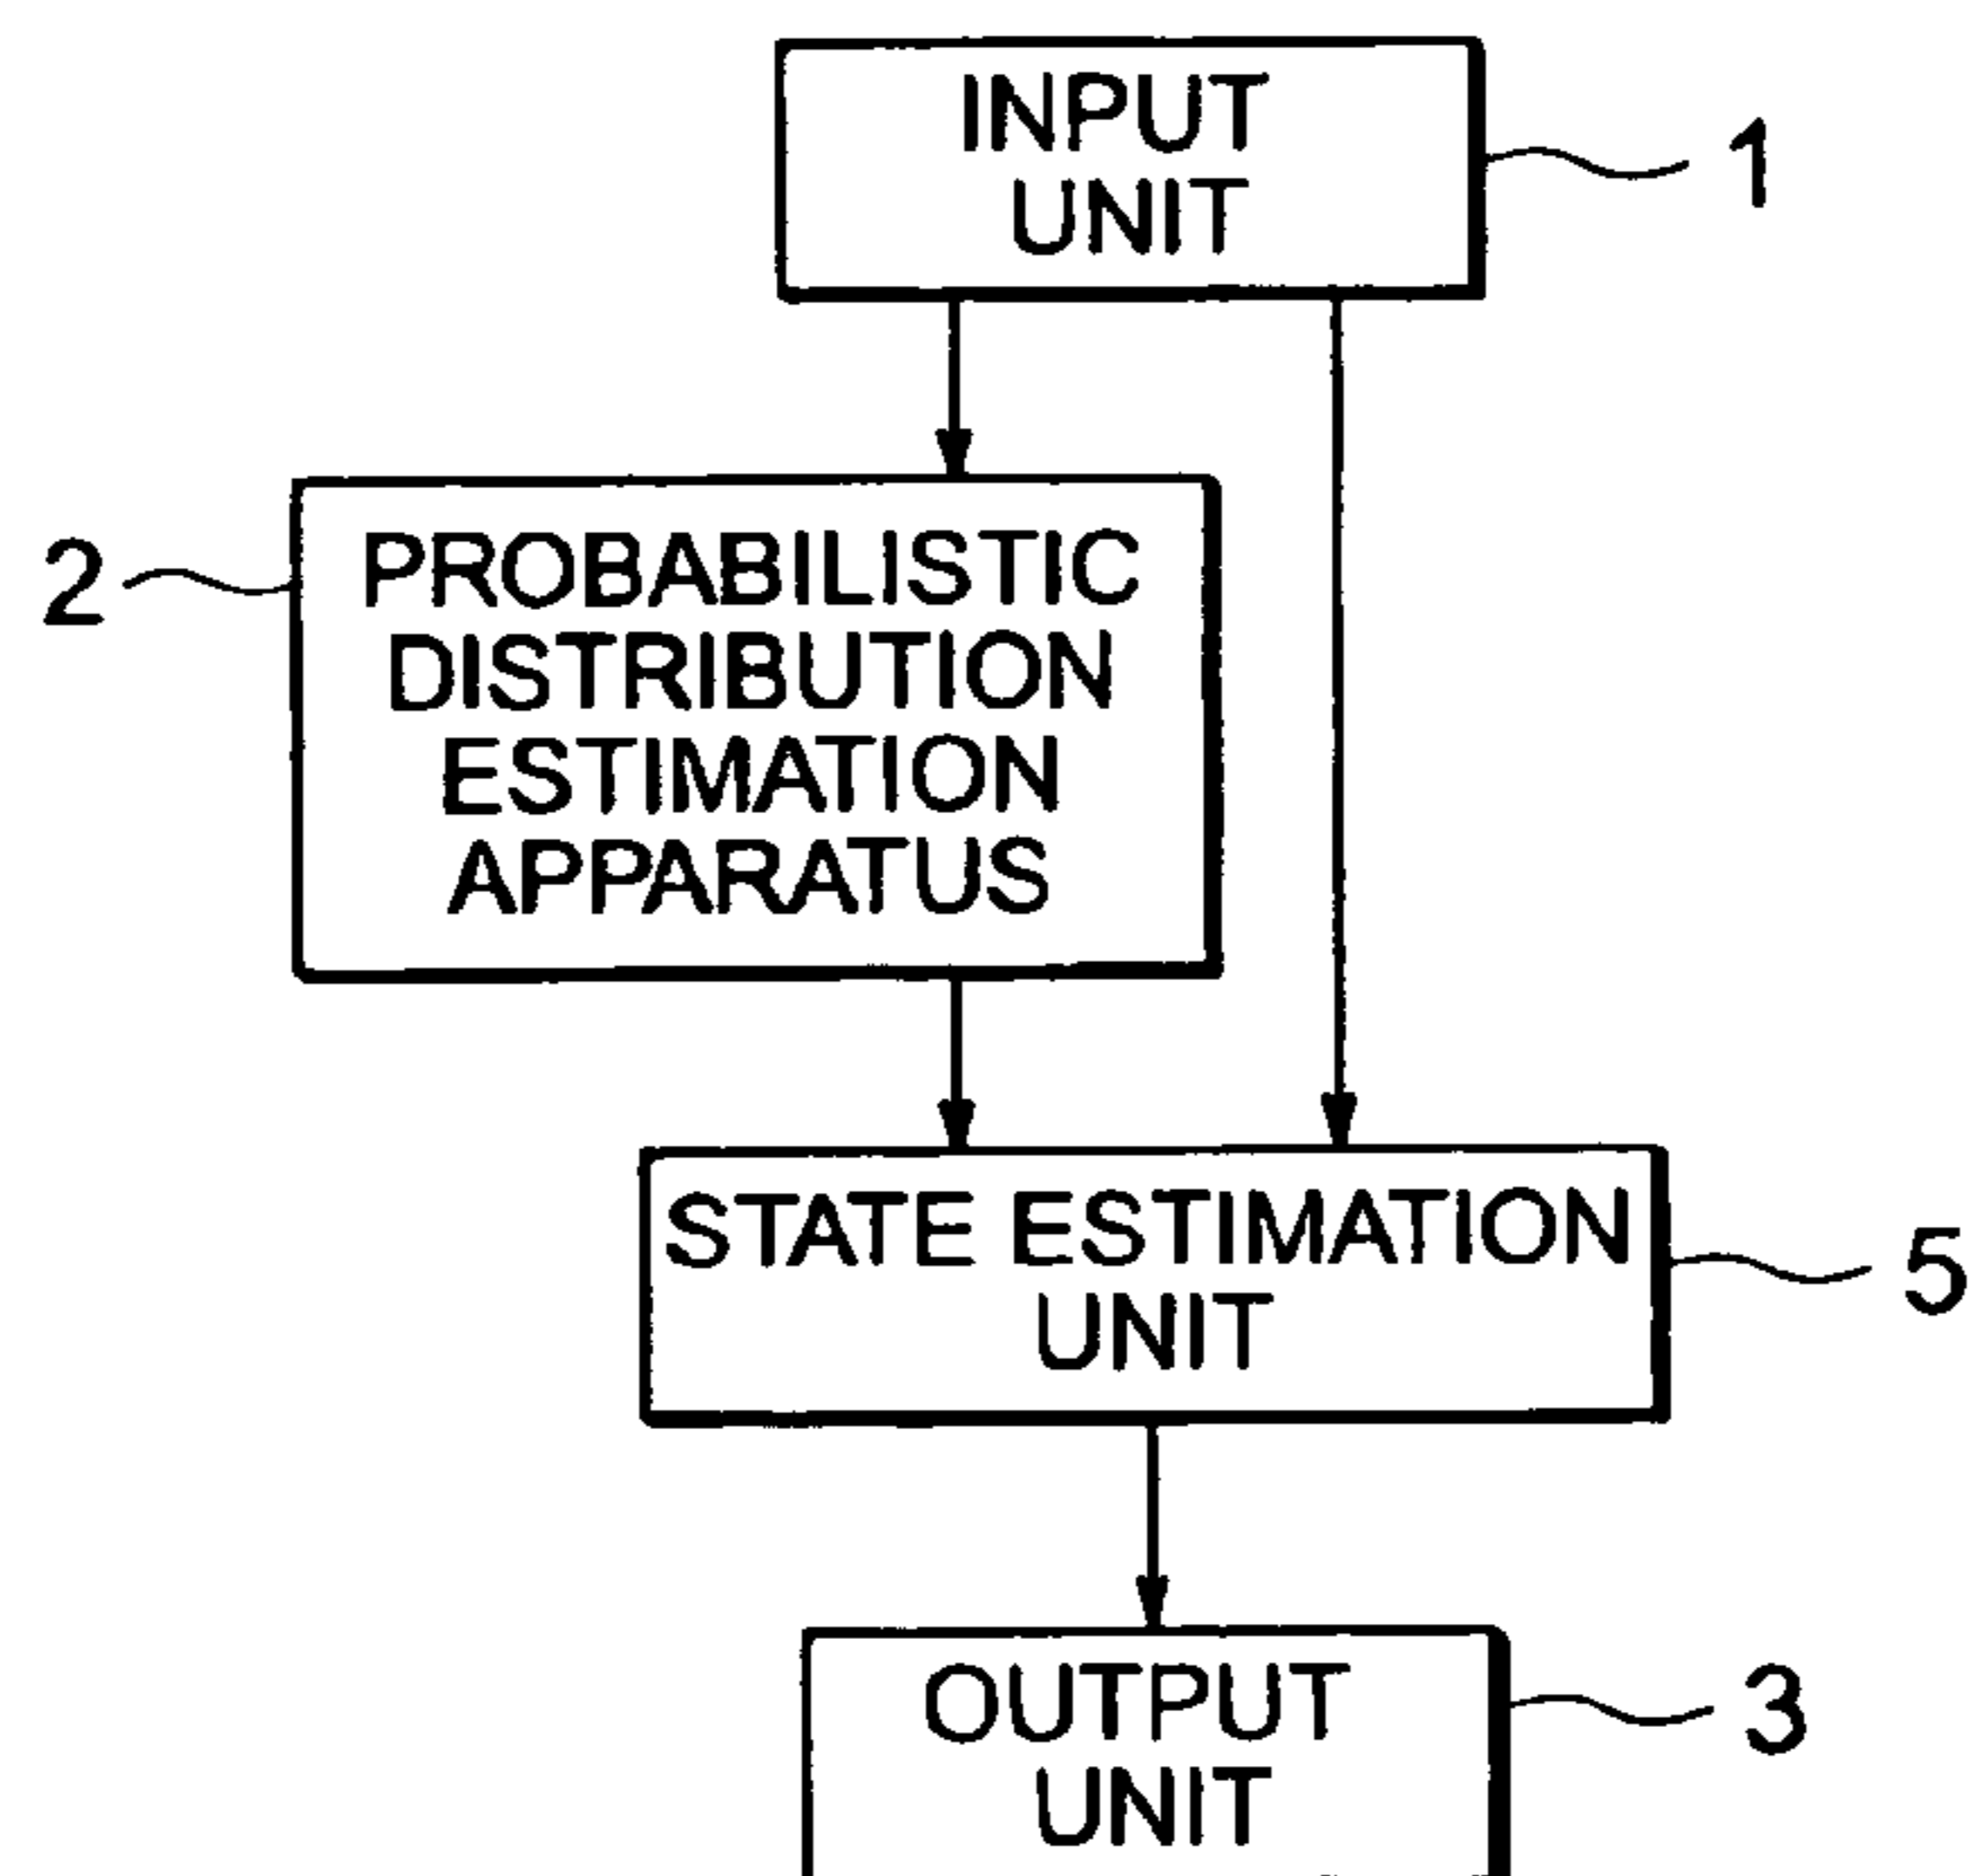 INPUT
UNIT
1
2
PROBABILISTIC
DISTRIBUTION
ESTIMATION
APPARATUS
STATE ESTIMATION
UNIT
5
OUTPUT
UNIT
3